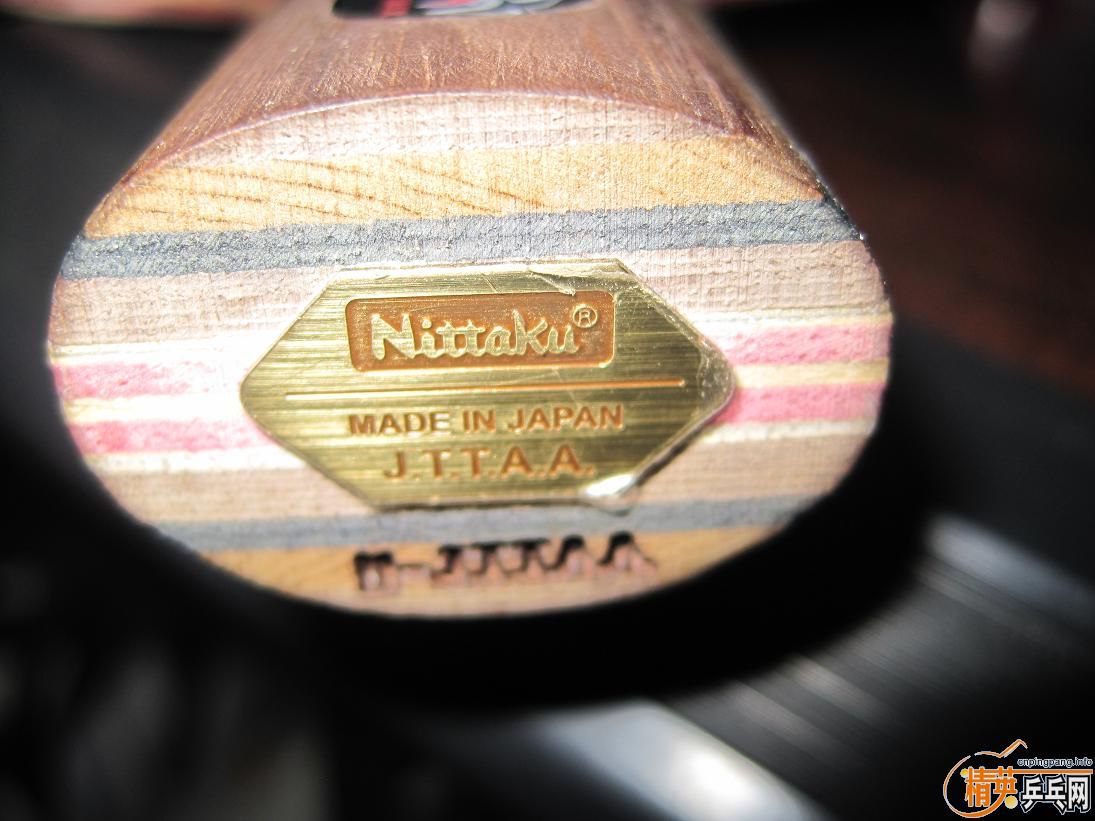 Nittaku®
MADE IN JAPAN
J.T.T.A.A.
cnpingpang.info
精英乒乓网